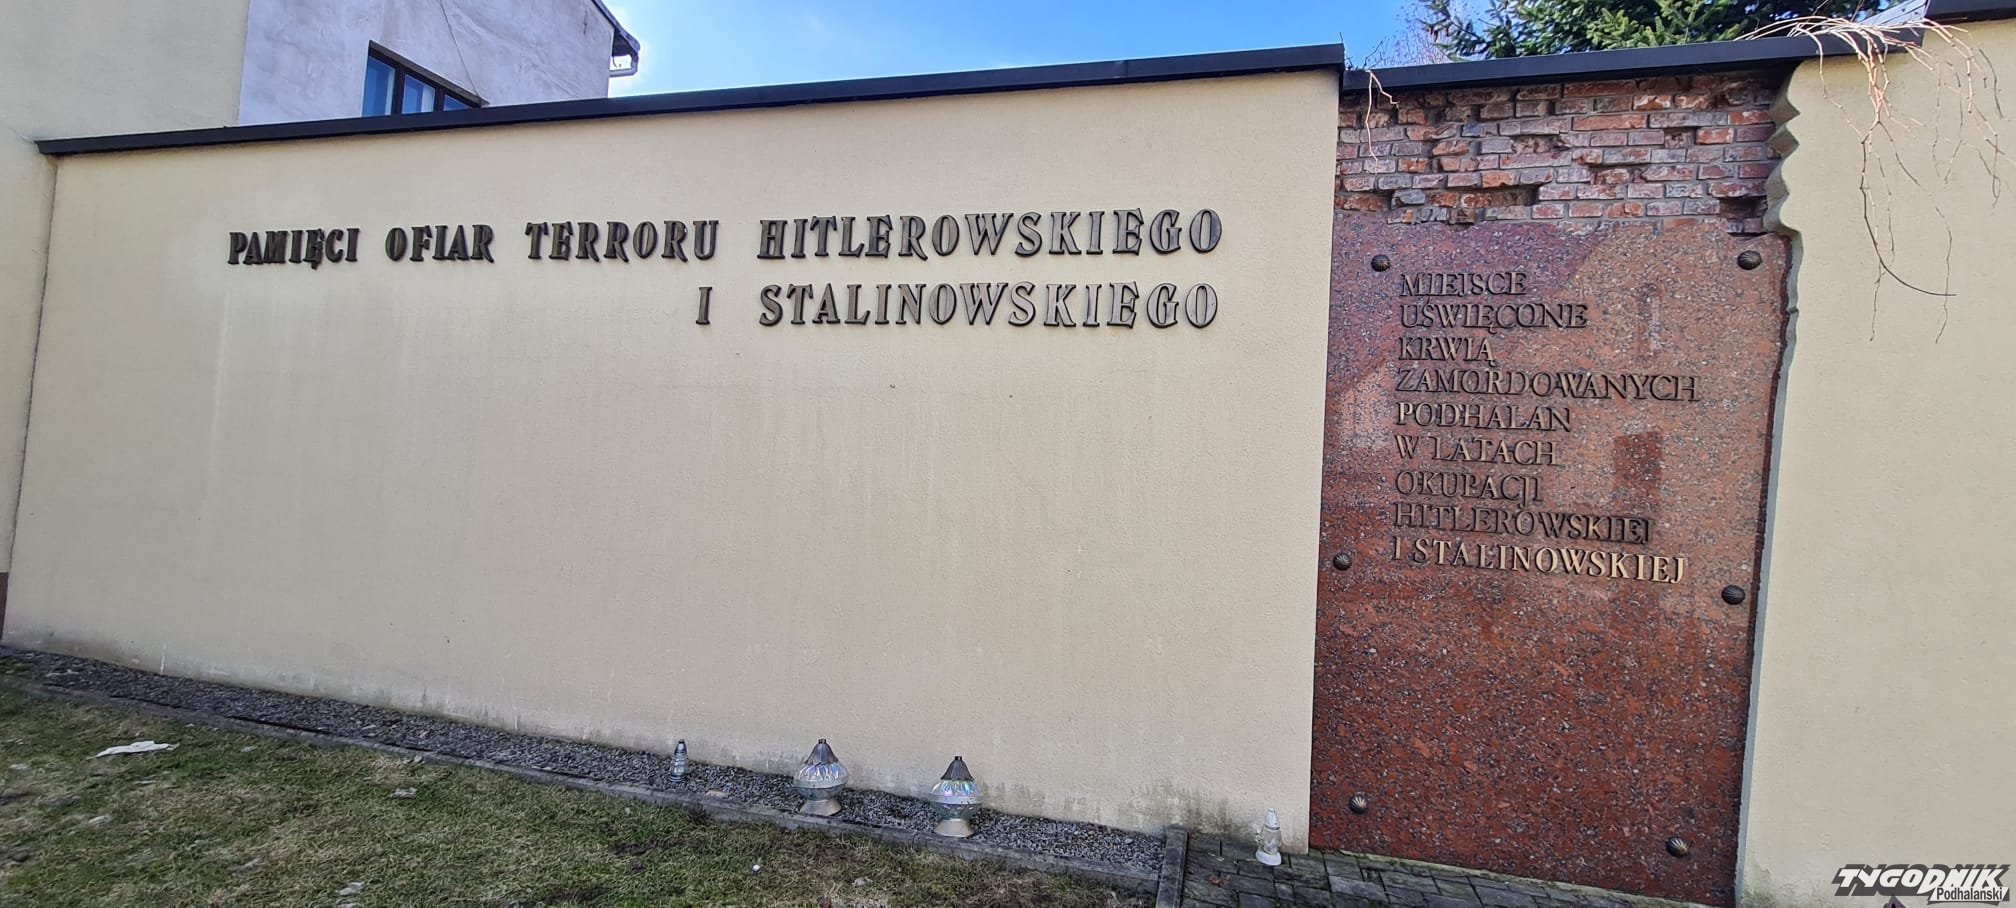 PAMIĘCI OFIAR TERRORU HITLEROWSKIEGO
I STALINOWSKIEGO
MIEJSCE
UŚWIĘCONE
KRWIĄ
ZAMORDOWANYCH
PODHALAN
W LATACH
OKUPACJI
HITLEROWSKIEJ
I STALINOWSKIEJ
TYGODNIK
Podhalański